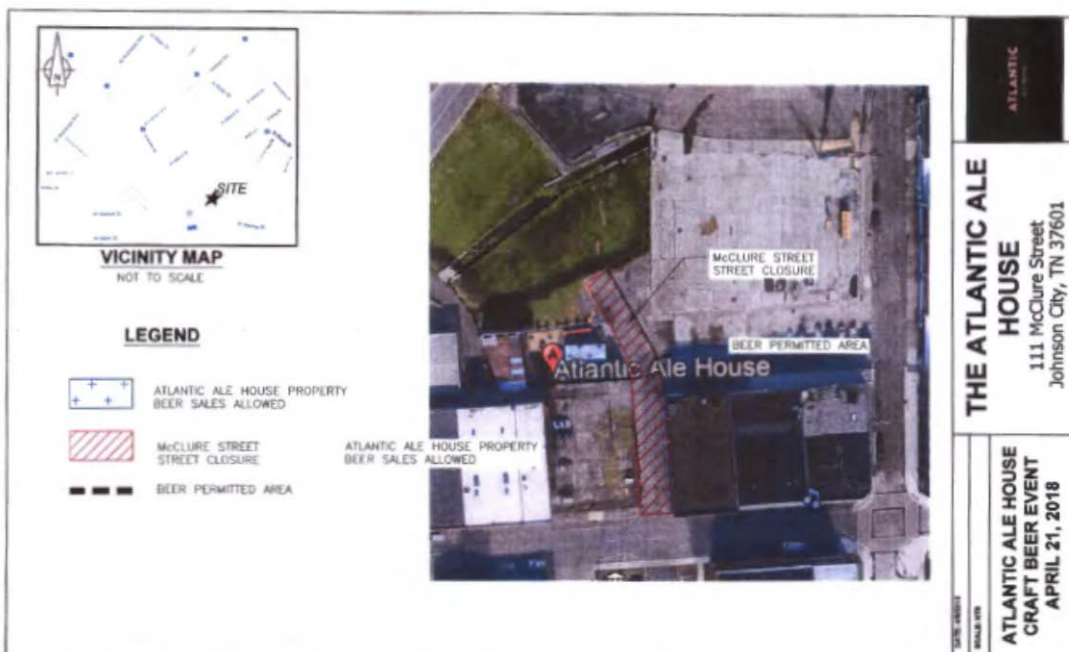 SITE
VICINITY MAP
NOT TO SCALE
LEGEND
ATLANTIC ALE HOUSE PROPERTY
BEER SALES ALLOWED
McCLURE STREET
STREET CLOSURE
BEER PERMITTED AREA
McCLURE STREET
STREET CLOSURE
BEER PERMITTED AREA
Atlantic Ale House
ATLANTIC ALE HOUSE PROPERTY
BEER SALES ALLOWED
ATLANTIC
THE ATLANTIC ALE
HOUSE
111 McClure Street
Johnson City, TN 37601
ATLANTIC ALE HOUSE
CRAFT BEER EVENT
APRIL 21, 2018